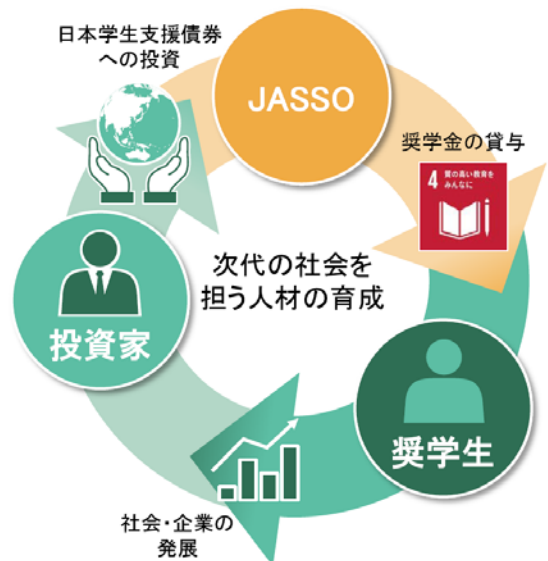 日本学生支援債券
への投資
JASSO
奨学金の貸与
4 質の高い教育を
みんなに
次代の社会を
担う人材の育成
投資家
奨学生
社会・企業の
発展